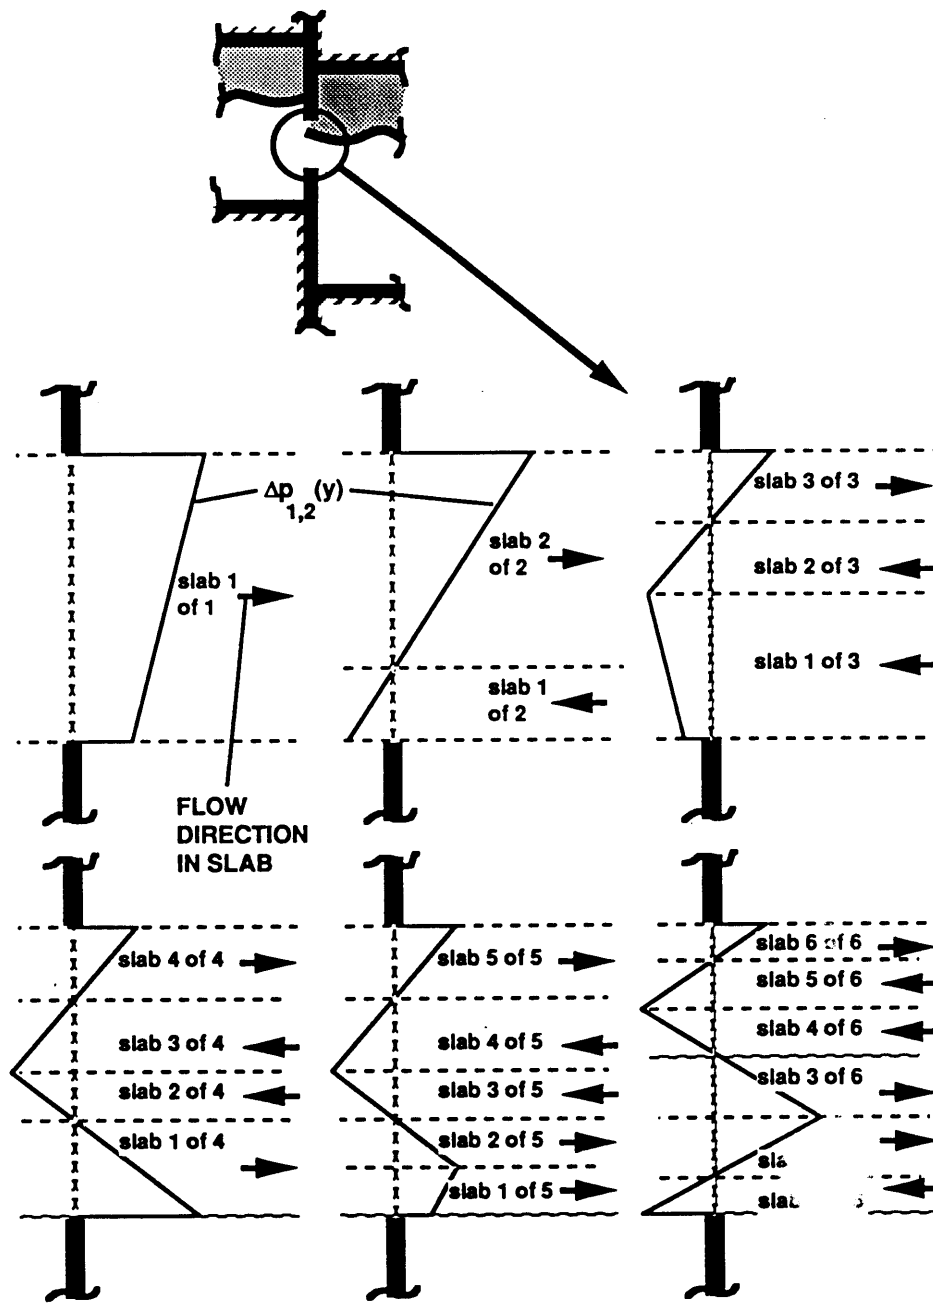 Δp1,2(y)
slab 1
of 1
slab 2
of 2
slab 1
of 2
slab 3 of 3
slab 2 of 3
slab 1 of 3
FLOW
DIRECTION
IN SLAB
slab 4 of 4
slab 3 of 4
slab 2 of 4
slab 1 of 4
slab 5 of 5
slab 4 of 5
slab 3 of 5
slab 2 of 5
slab 1 of 5
slab 6 of 6
slab 5 of 6
slab 4 of 6
slab 3 of 6